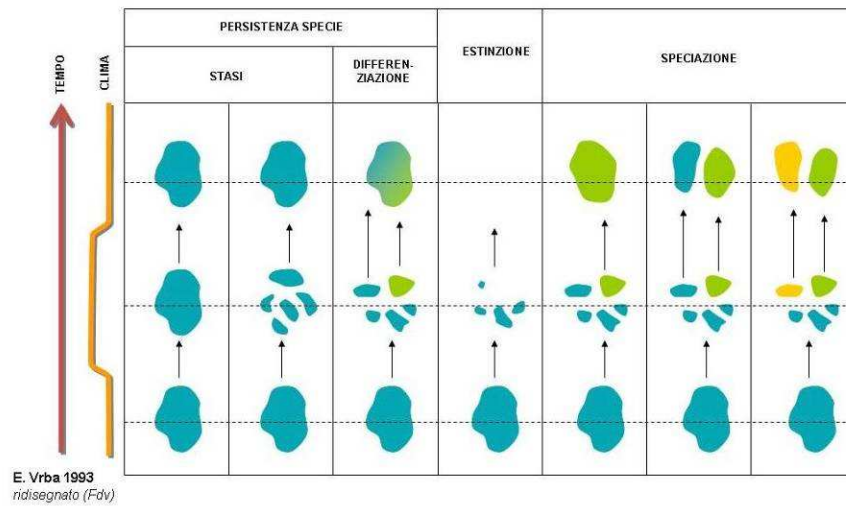 PERSISTENZA SPECIE
STASI
DIFFEREN-
ZIAZIONE
ESTINZIONE
SPECIAZIONE
TEMPO
CLIMA
E. Vrba 1993
ridisegnato (Fdv)